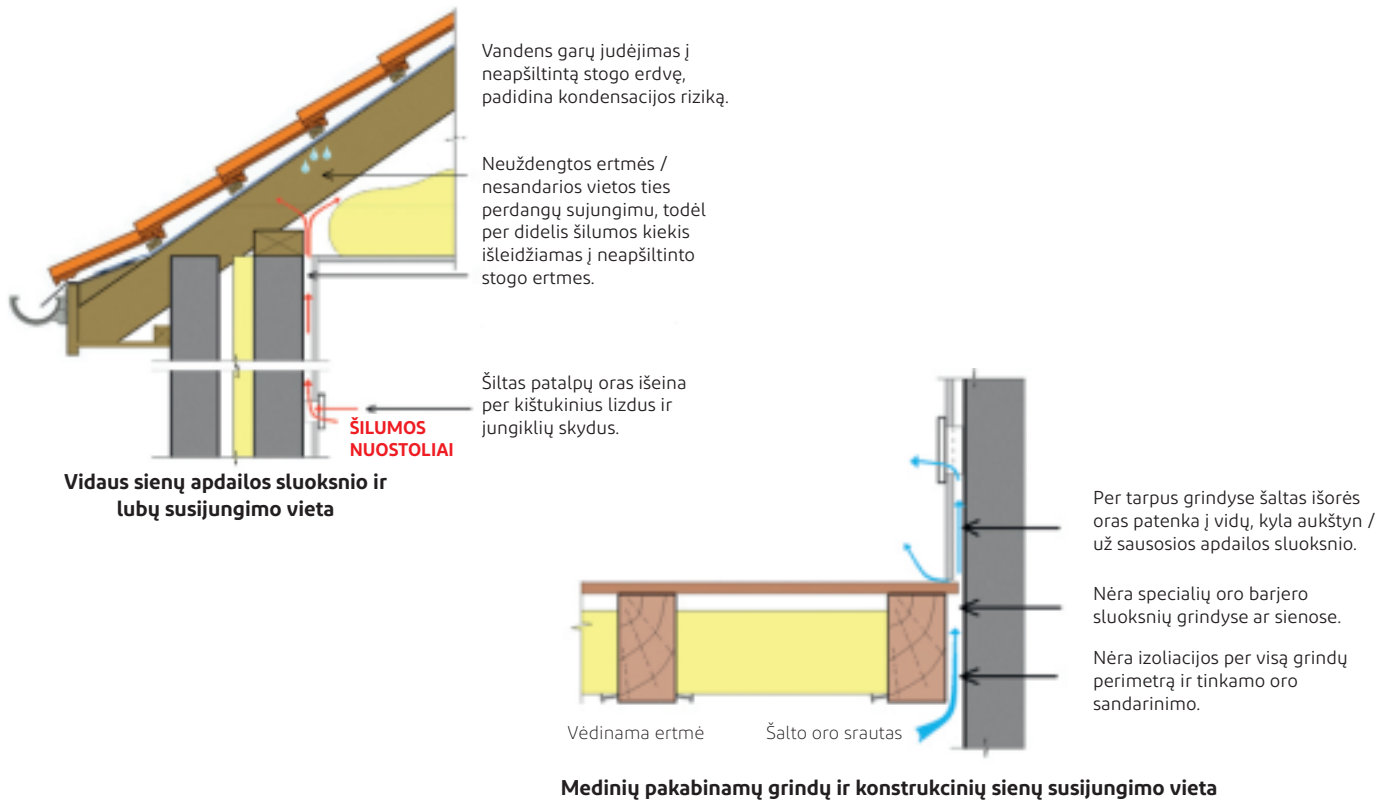 Vandens garų judėjimas į
neapšiltintą stogo erdvę,
padidina kondensacijos riziką.
Neuždengtos ertmės /
nesandarios vietos ties
perdangų sujungimu, todėl
per didelis šilumos kiekis
išleidžiamas į neapšiltinto
stogo ertmes.
Šiltas patalpų oras išeina
per kištukinius lizdus ir
jungiklių skydus.
ŠILUMOS
NUOSTOLIAI
Vidaus sienų apdailos sluoksnio ir
lubų susijungimo vieta
Per tarpus grindyse šaltas išorės
oras patenka į vidų, kyla aukštyn /
už sausosios apdailos sluoksnio.
Nėra specialių oro barjero
sluoksnių grindyse ar sienose.
Nėra izoliacijos per visą grindų
perimetrą ir tinkamo oro
sandarinimo.
Vėdinama ertmė
Šalto oro srautas
Medinių pakabinamų grindų ir konstrukcinių sienų susijungimo vieta